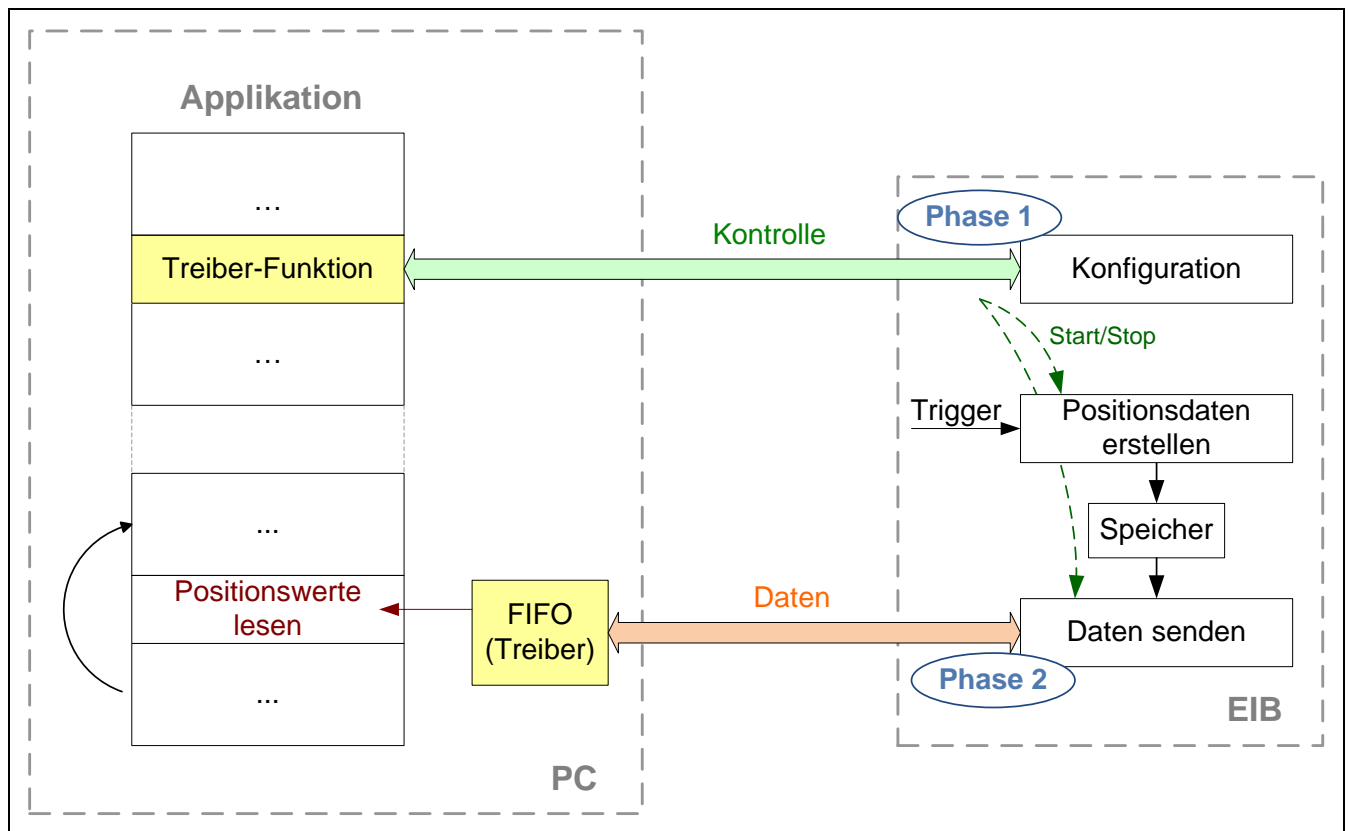 Applikation
...
Treiber-Funktion
...
...
Positionswerte
lesen
...
FIFO
(Treiber)
PC
Kontrolle
Daten
Phase 1
Konfiguration
Start/Stop
Trigger
Positionsdaten
erstellen
Speicher
Daten senden
Phase 2
EIB